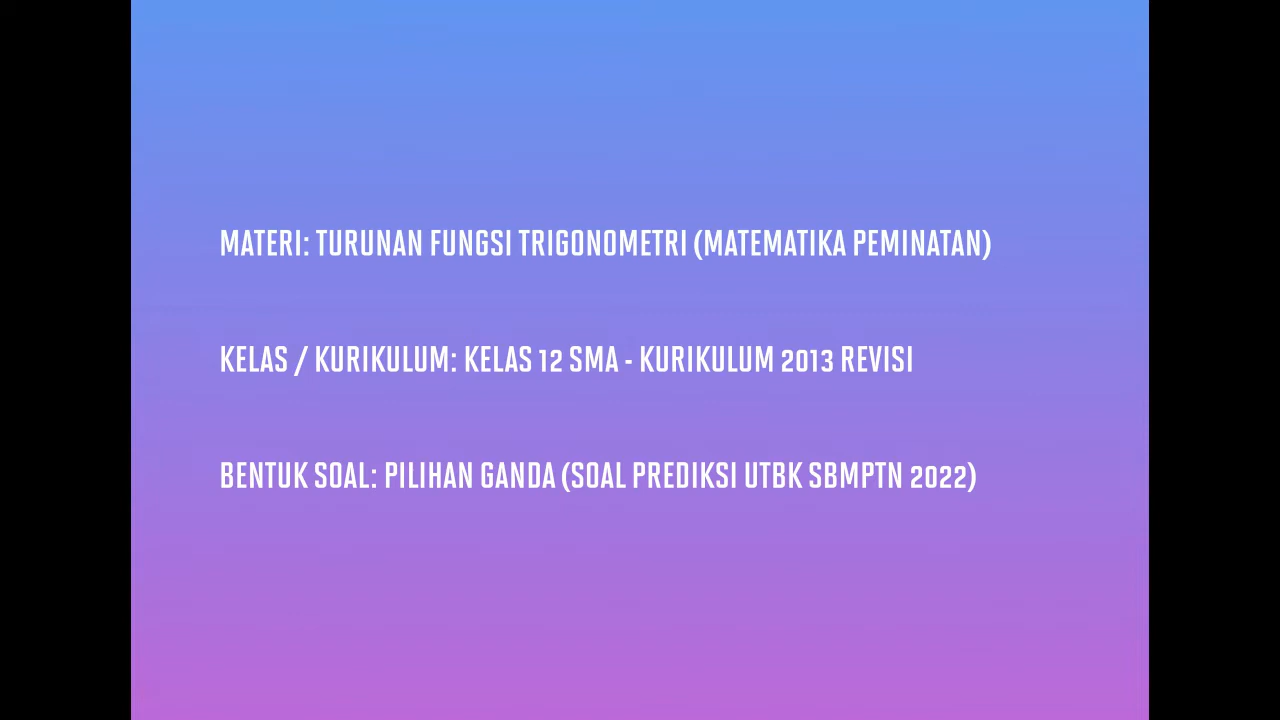 MATERI: TURUNAN FUNGSI TRIGONOMETRI (MATEMATIKA PEMINATAN)
KELAS / KURIKULUM: KELAS 12 SMA - KURIKULUM 2013 REVISI
BENTUK SOAL: PILIHAN GANDA (SOAL PREDIKSI UTBK SBMPTN 2022)